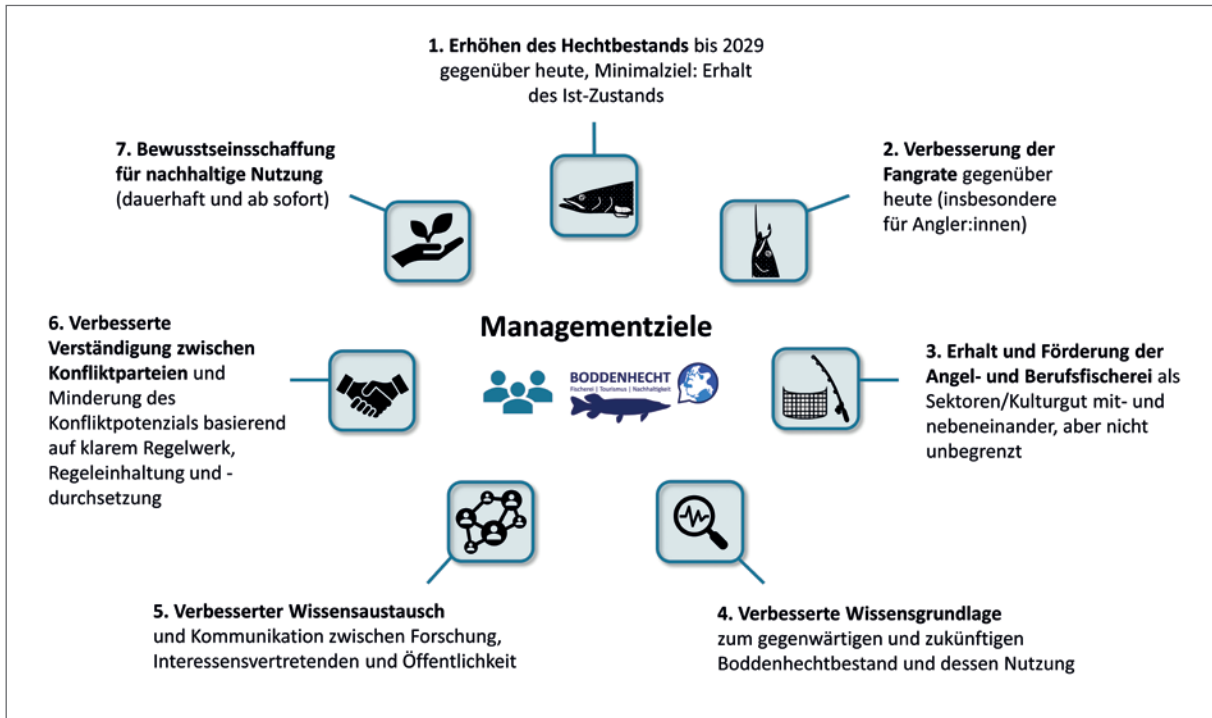 1. Erhöhen des Hechtbestands bis 2029
gegenüber heute, Minimalziel: Erhalt
des Ist-Zustands
2. Verbesserung der
Fangrate gegenüber
heute (insbesondere
für Angler:innen)
3. Erhalt und Förderung der
Angel- und Berufsfischerei als
Sektoren/Kulturgut mit- und
nebeneinander, aber nicht
unbegrenzt
4. Verbesserte Wissensgrundlage
zum gegenwärtigen und zukünftigen
Boddenhechtbestand und dessen Nutzung
5. Verbesserter Wissensaustausch
und Kommunikation zwischen Forschung,
Interessensvertretenden und Öffentlichkeit
6. Verbesserte
Verständigung zwischen
Konfliktparteien und
Minderung des
Konfliktpotenzials basierend
auf klarem Regelwerk,
Regeleinhaltung und -
durchsetzung
7. Bewusstseinsschaffung
für nachhaltige Nutzung
(dauerhaft und ab sofort)
Managementziele
BODDENHECHT
Fischerei | Tourismus | Nachhaltigkeit